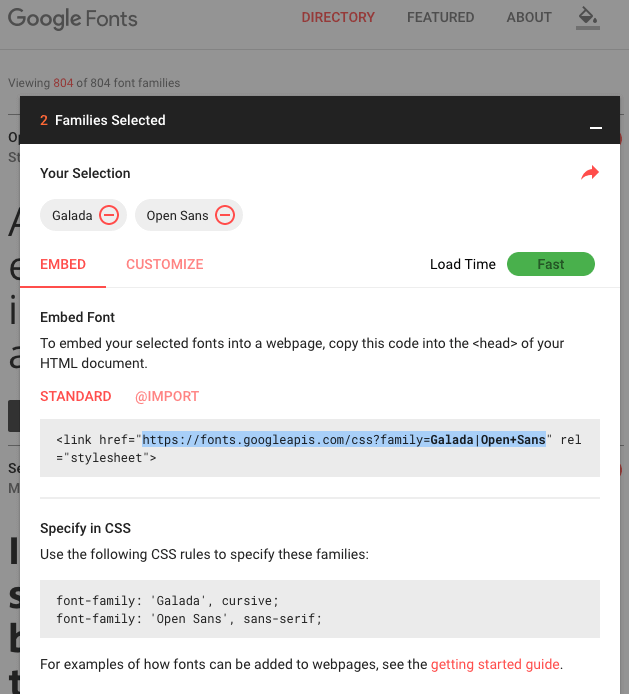 Google Fonts
DIRECTORY FEATURED ABOUT
Viewing 804 of 804 font families
2 Families Selected
Your Selection
Galada Open Sans
EMBED CUSTOMIZE Load Time Fast
Embed Font
To embed your selected fonts into a webpage, copy this code into the <head> of your
HTML document.
STANDARD @IMPORT
<link href="https://fonts.googleapis.com/css?family=Galada|Open+Sans" rel
="stylesheet">
Specify in CSS
Use the following CSS rules to specify these families:
font-family: 'Galada', cursive;
font-family: 'Open Sans', sans-serif;
For examples of how fonts can be added to webpages, see the getting started guide.